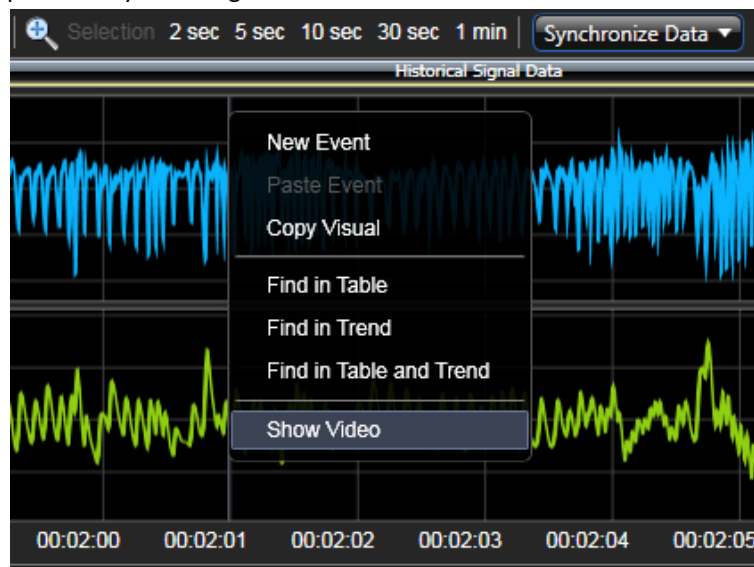 Selection 2 sec 5 sec 10 sec 30 sec 1 min Synchronize Data
Historical Signal Data
New Event
Paste Event
Copy Visual
Find in Table
Find in Trend
Find in Table and Trend
Show Video
00:02:00 00:02:01 00:02:02 00:02:03 00:02:04 00:02:05